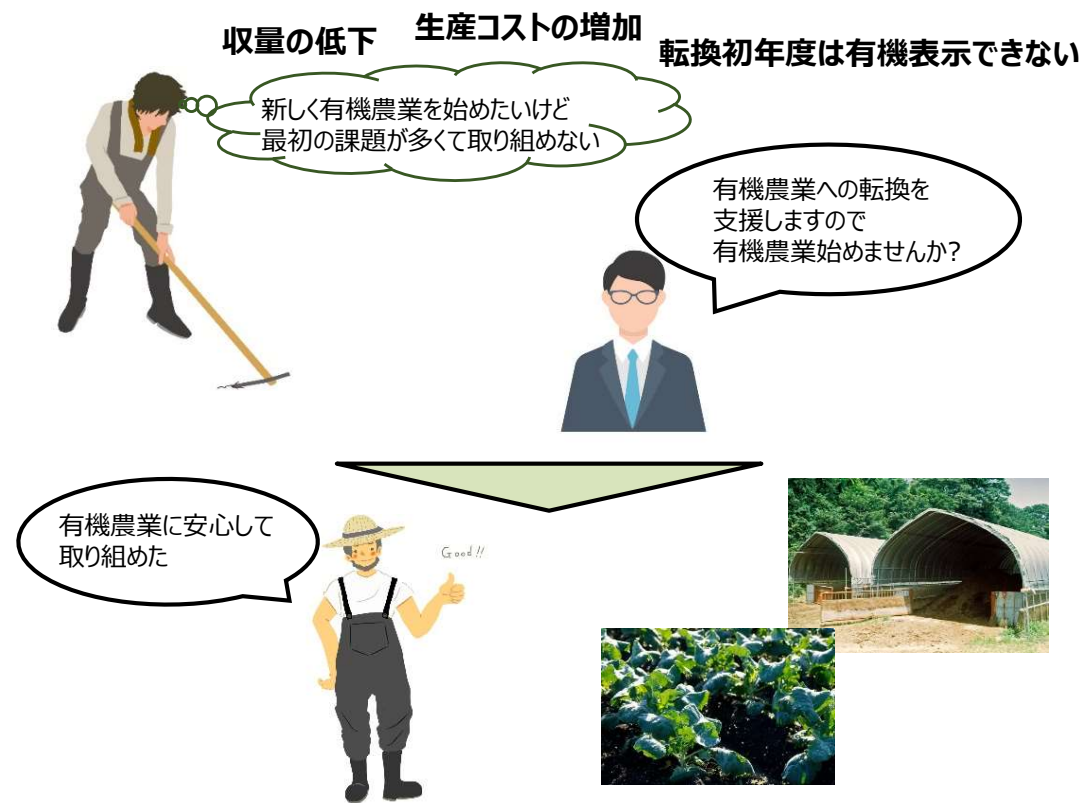 収量の低下
生産コストの増加
転換初年度は有機表示できない
新しく有機農業を始めたいけど
最初の課題が多くて取り組めない
有機農業への転換を
支援しますので
有機農業始めませんか?
有機農業に安心して
取り組めた
Good!!